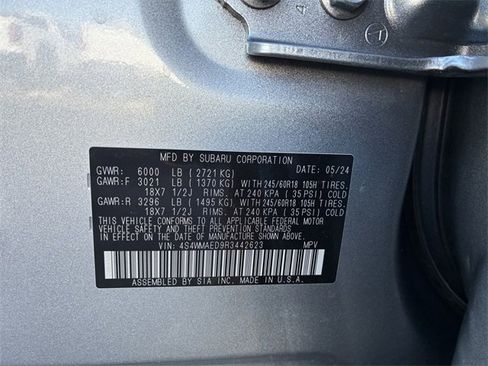 MFD BY SUBARU CORPORATION 05/24
GVWR: 6000 LB ( 2721 KG)
GAWR:F 3021 LB ( 1370 KG) WITH 245/60R18 105H TIRES.
18X7 1/2J RIMS. AT 240 KPA ( 35 PSI) COLD
GAWR:R 3296 LB ( 1495 KG) WITH 245/60R18 105H TIRES.
18X7 1/2J RIMS. AT 240 KPA ( 35 PSI) COLD
THIS VEHICLE CONFORMS TO ALL APPLICABLE FEDERAL MOTOR
VEHICLE SAFETY STANDARDS IN EFFECT ON THE DATE OF
MANUFACTURE SHOWN ABOVE.
VIN: 4S4WMAED9R3442623 MPV
ASSEMBLED BY SIA INC. MADE IN U.S.A.